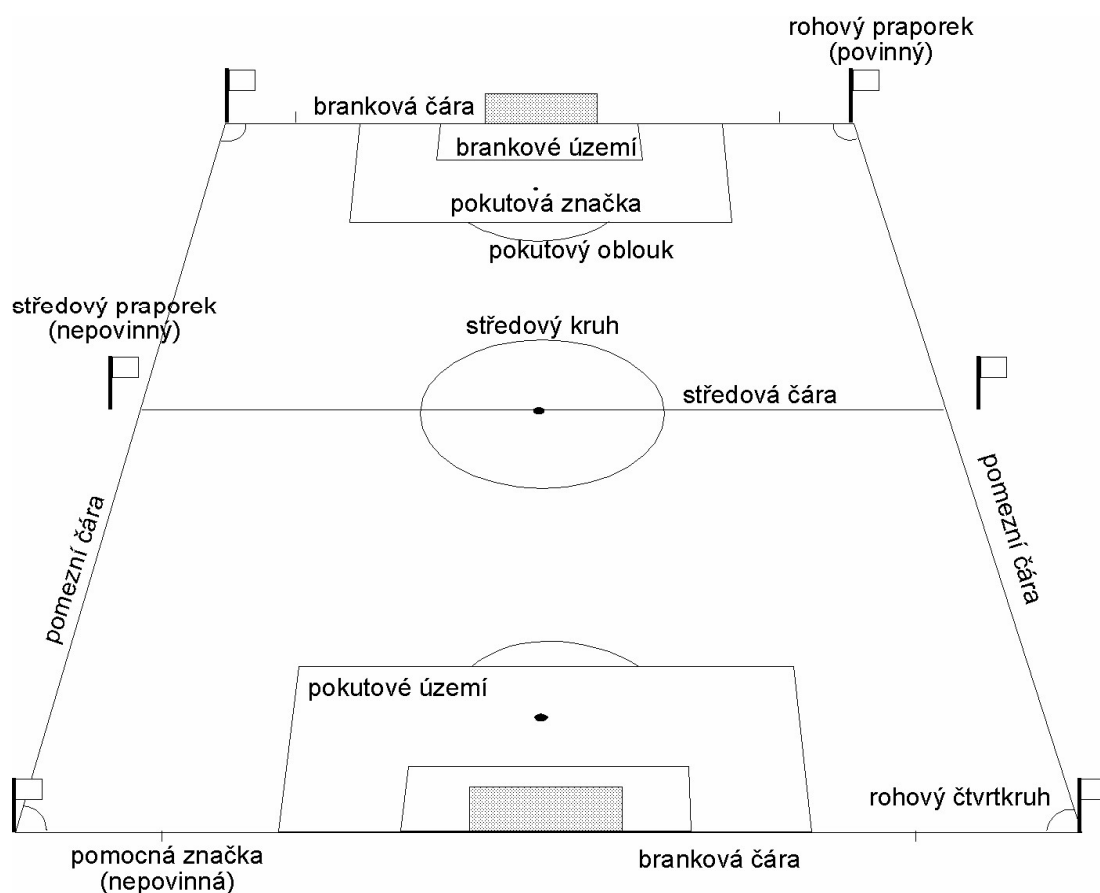 rohový praporek
(povinný)
branková čára
brankové území
pokutová značka
pokutový oblouk
středový praporek
(nepovinný)
středový kruh
středová čára
pomezní čára
pomezní čára
pokutové území
rohový čtvrtkruh
pomocná značka
(nepovinná)
branková čára